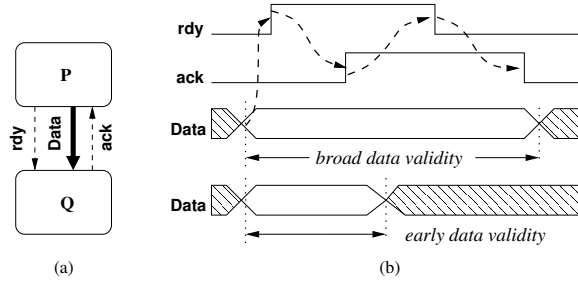 P
rdy
Data
ack
Q
(a)
rdy
ack
Data
broad data validity
Data
early data validity
(b)